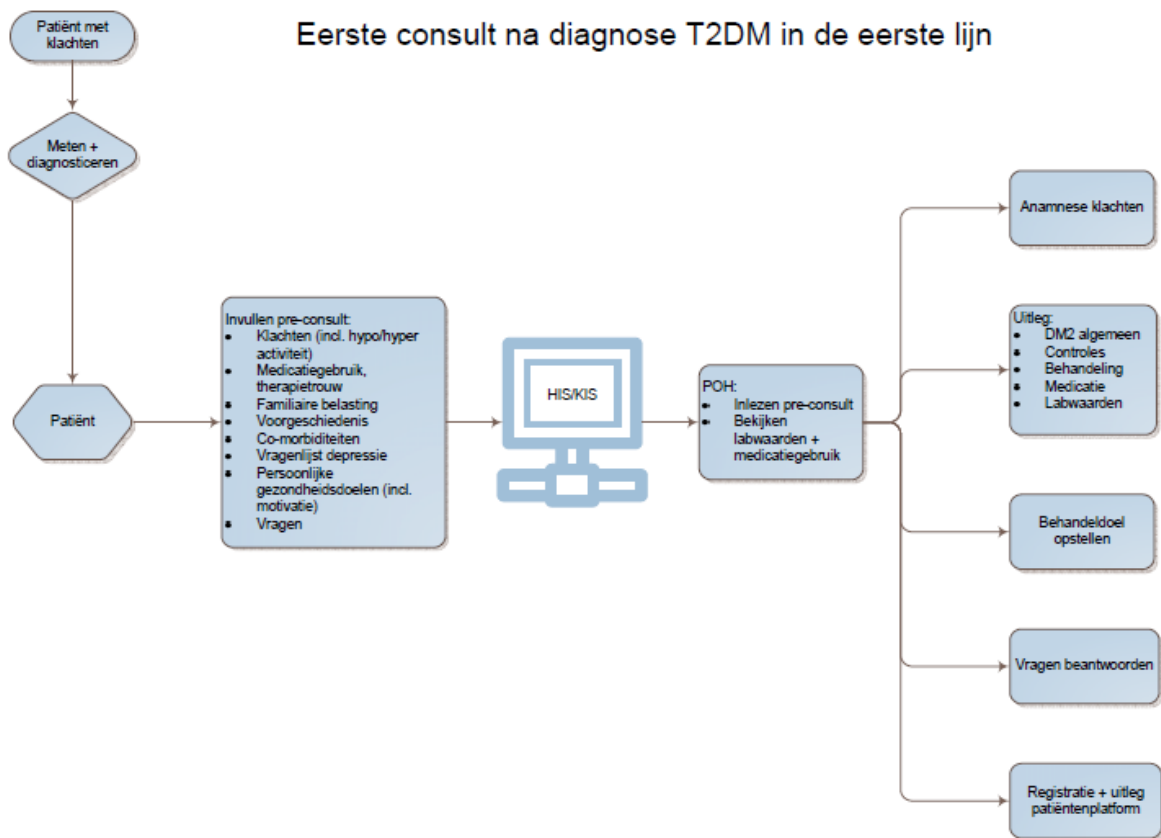 Eerste consult na diagnose T2DM in de eerste lijn
Patiënt met
klachten
Meten +
diagnosticeren
Patiënt
Invullen pre-consult:
• Klachten (incl. hypo/hyper
activiteit)
• Medicatiegebruik,
therapietrouw
• Familiaire belasting
• Voorgeschiedenis
• Co-morbiditeiten
• Vragenlijst depressie
• Persoonlijke
gezondheidsdoelen (incl.
motivatie)
• Vragen
HIS/KIS
POH:
• Inlezen pre-consult
• Bekijken
labwaarden +
medicatiegebruik
Anamnese klachten
Uitleg:
• DM2 algemeen
• Controles
• Behandeling
• Medicatie
• Labwaarden
Behandeldoel
opstellen
Vragen beantwoorden
Registratie + uitleg
patiëntenplatform